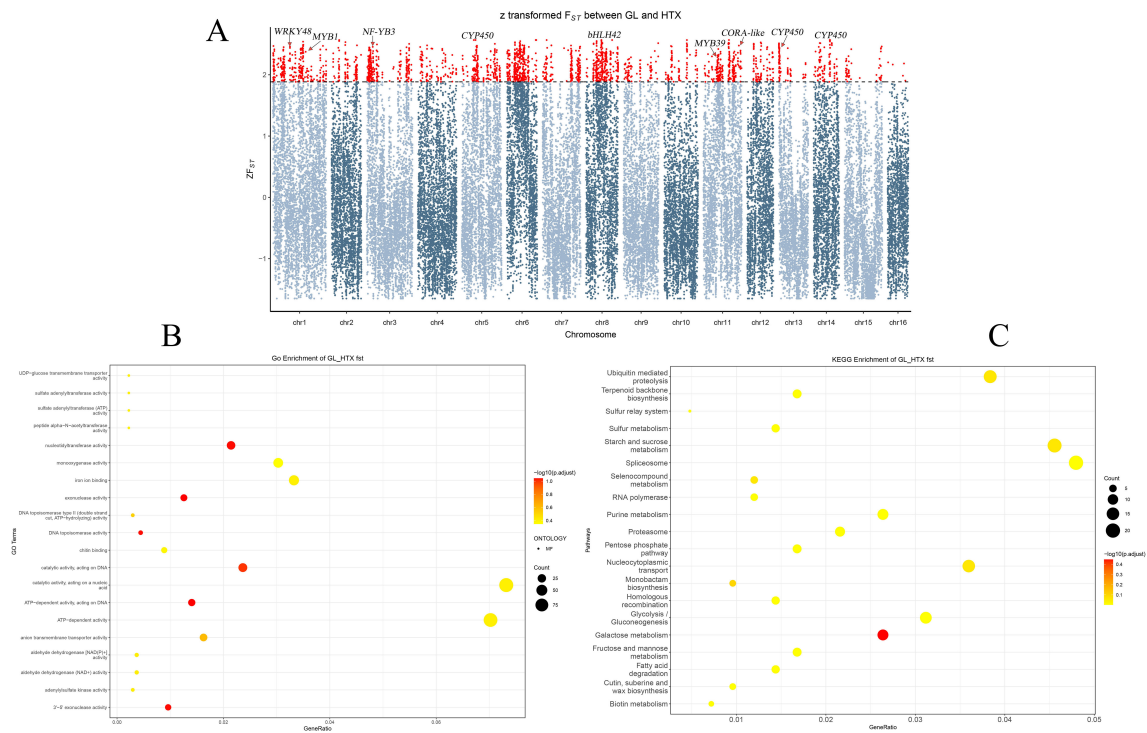 A
z transformed F_ST between GL and HTX
WRKY48
MYB1
NF-YB3
CYP450
bHLH42
MYB39
CORA-like
CYP450
CYP450
2
1
0
−1
ZF_ST
chr1 chr2 chr3 chr4 chr5 chr6 chr7 chr8 chr9 chr10 chr11 chr12 chr13 chr14 chr15 chr16
Chromosome
B
Go Enrichment of GL_HTX fst
GO Terms
UDP-glucose transmembrane transporter
activity
sulfate adenylyltransferase activity
sulfate adenylyltransferase (ATP)
activity
peptide alpha-N-acetyltransferase
activity
nucleotidyltransferase activity
monooxygenase activity
iron ion binding
exonuclease activity
DNA topoisomerase type II (double strand
cut, ATP-hydrolyzing) activity
DNA topoisomerase activity
chitin binding
catalytic activity, acting on DNA
catalytic activity, acting on a nucleic
acid
ATP-dependent activity, acting on DNA
ATP-dependent activity
anion transmembrane transporter activity
aldehyde dehydrogenase [NAD(P)+]
activity
aldehyde dehydrogenase (NAD+) activity
adenylylsulfate kinase activity
3'-5' exonuclease activity
0.00 0.02 0.04 0.06
GeneRatio
−log10(p.adjust)
1.0
0.8
0.6
0.4
ONTOLOGY
MF
Count
25
50
75
C
KEGG Enrichment of GL_HTX fst
Pathways
Ubiquitin mediated
proteolysis
Terpenoid backbone
biosynthesis
Sulfur relay system
Sulfur metabolism
Starch and sucrose
metabolism
Spliceosome
Selenocompound
metabolism
RNA polymerase
Purine metabolism
Proteasome
Pentose phosphate
pathway
Nucleocytoplasmic
transport
Monobactam
biosynthesis
Homologous
recombination
Glycolysis /
Gluconeogenesis
Galactose metabolism
Fructose and mannose
metabolism
Fatty acid
degradation
Cutin, suberine and
wax biosynthesis
Biotin metabolism
0.01 0.02 0.03 0.04 0.05
GeneRatio
Count
5
10
15
20
−log10(p.adjust)
0.4
0.3
0.2
0.1